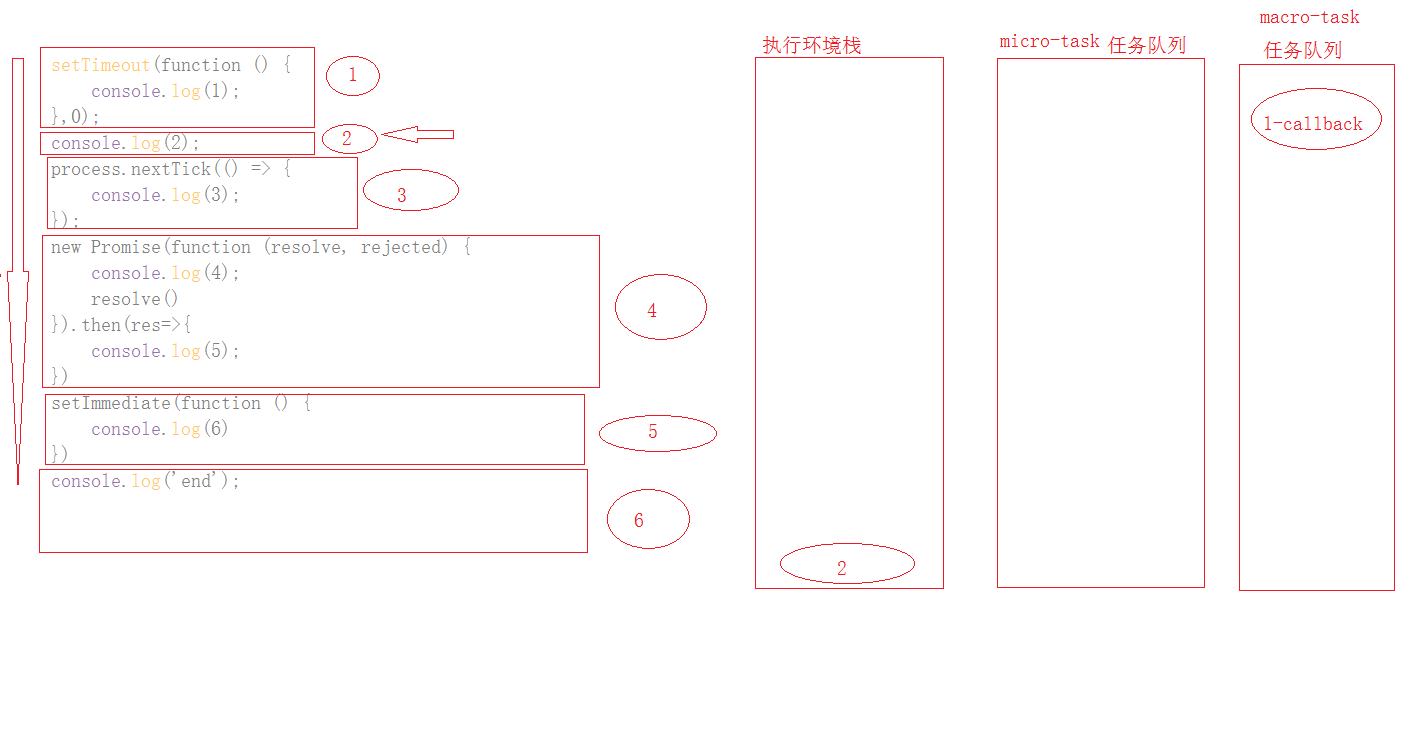 setTimeout(function () {
    console.log(1);
},0);
1
console.log(2);
2
process.nextTick(() => {
    console.log(3);
});
3
new Promise(function (resolve, rejected) {
    console.log(4);
    resolve()
}).then(res=>{
    console.log(5);
})
4
setImmediate(function () {
    console.log(6)
})
5
console.log('end');
6
执行环境栈
2
micro-task 任务队列
macro-task
任务队列
1-callback